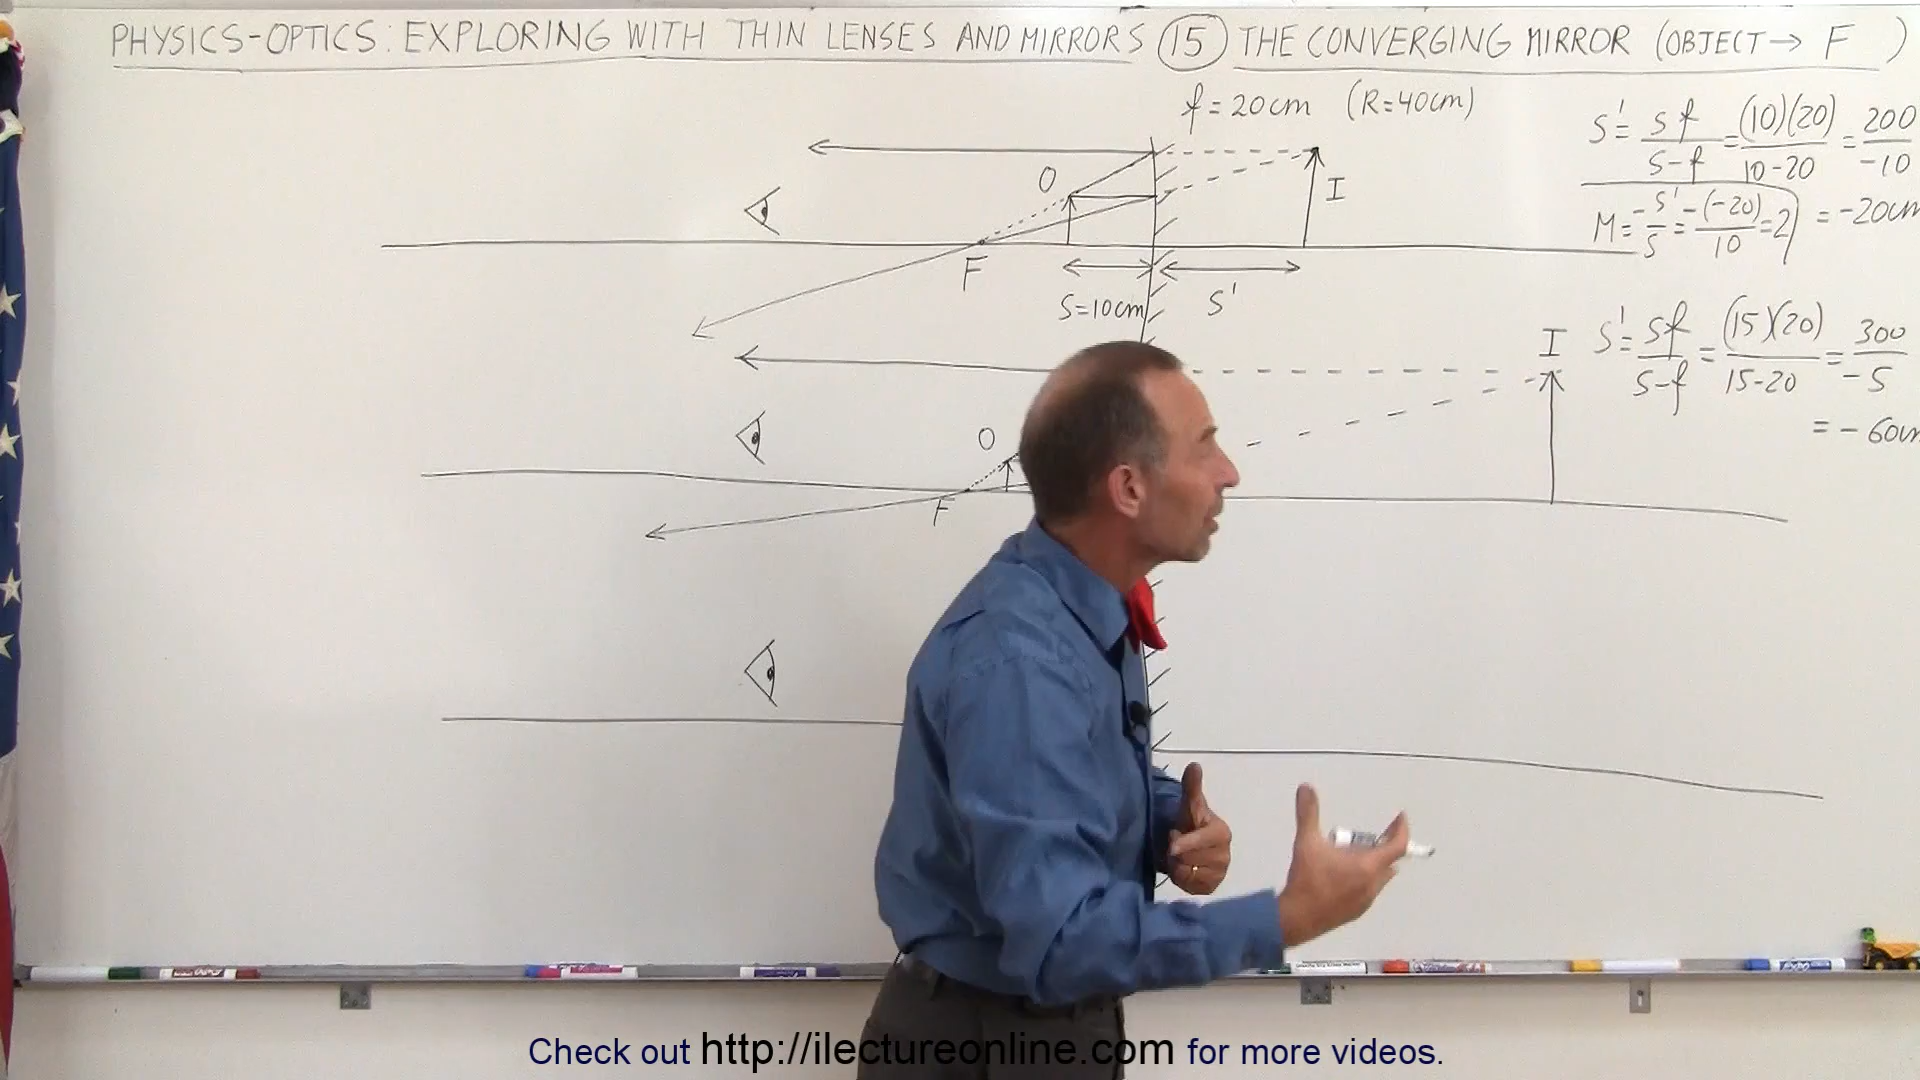 PHYSICS-OPTICS: EXPLORING WITH THIN LENSES AND MIRRORS (15) THE CONVERGING MIRROR (OBJECT → F )
f = 20cm (R=40cm)
S' = Sf/S-f = (10)(20)/10-20 = 200/-10
= -20cm
M = -S'/S = -(-20)/10 = 2
O
I
F
S=10cm
S'
S' = Sf/S-f = (15)(20)/15-20 = 300/-5
= -60cm
I
O
F
Check out http://ilectureonline.com for more videos.